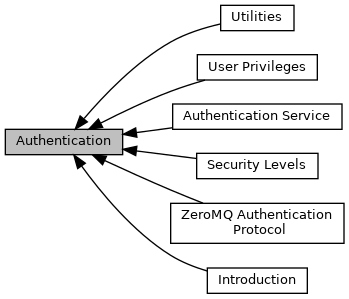 Utilities
User Privileges
Authentication Service
Authentication
Security Levels
ZeroMQ Authentication
Protocol
Introduction